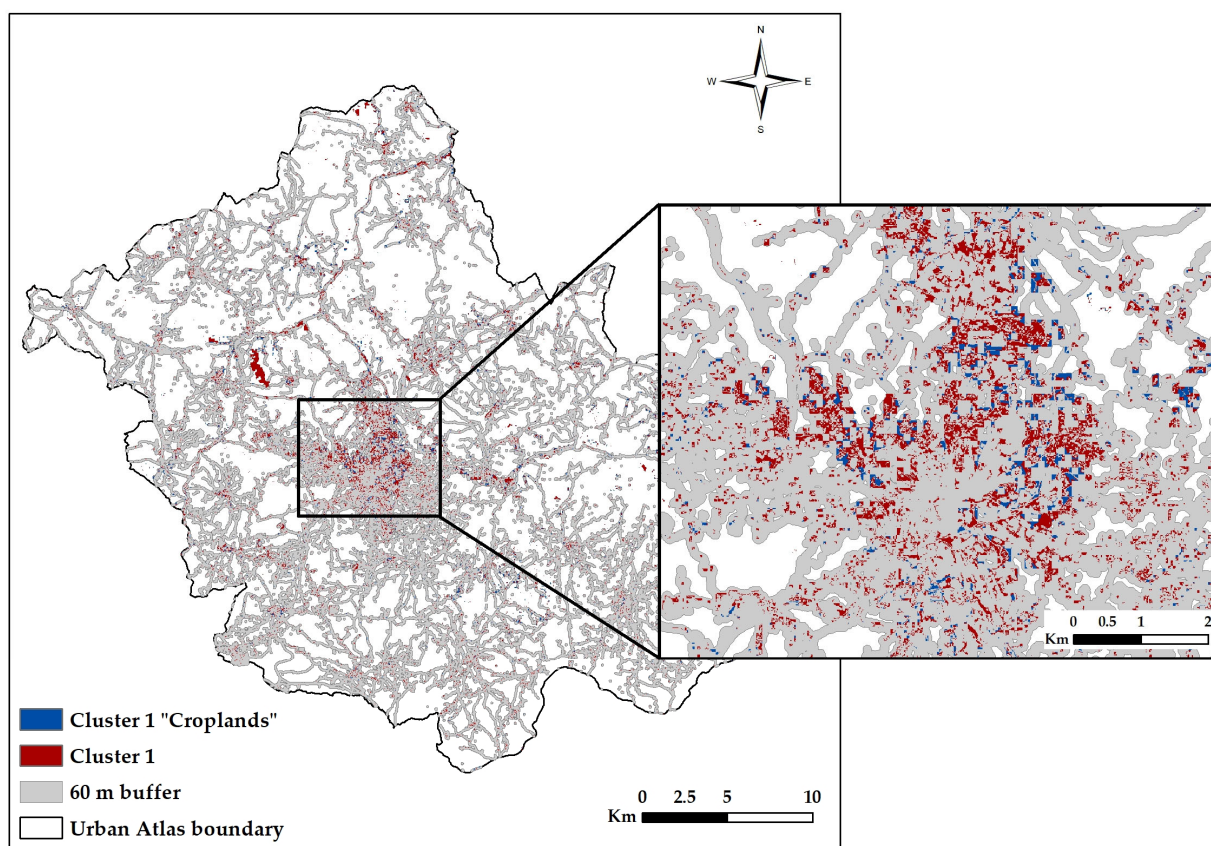 N
W E
S
0 0.5 1 2
Km
Cluster 1 "Croplands"
Cluster 1
60 m buffer
Urban Atlas boundary
0 2.5 5 10
Km